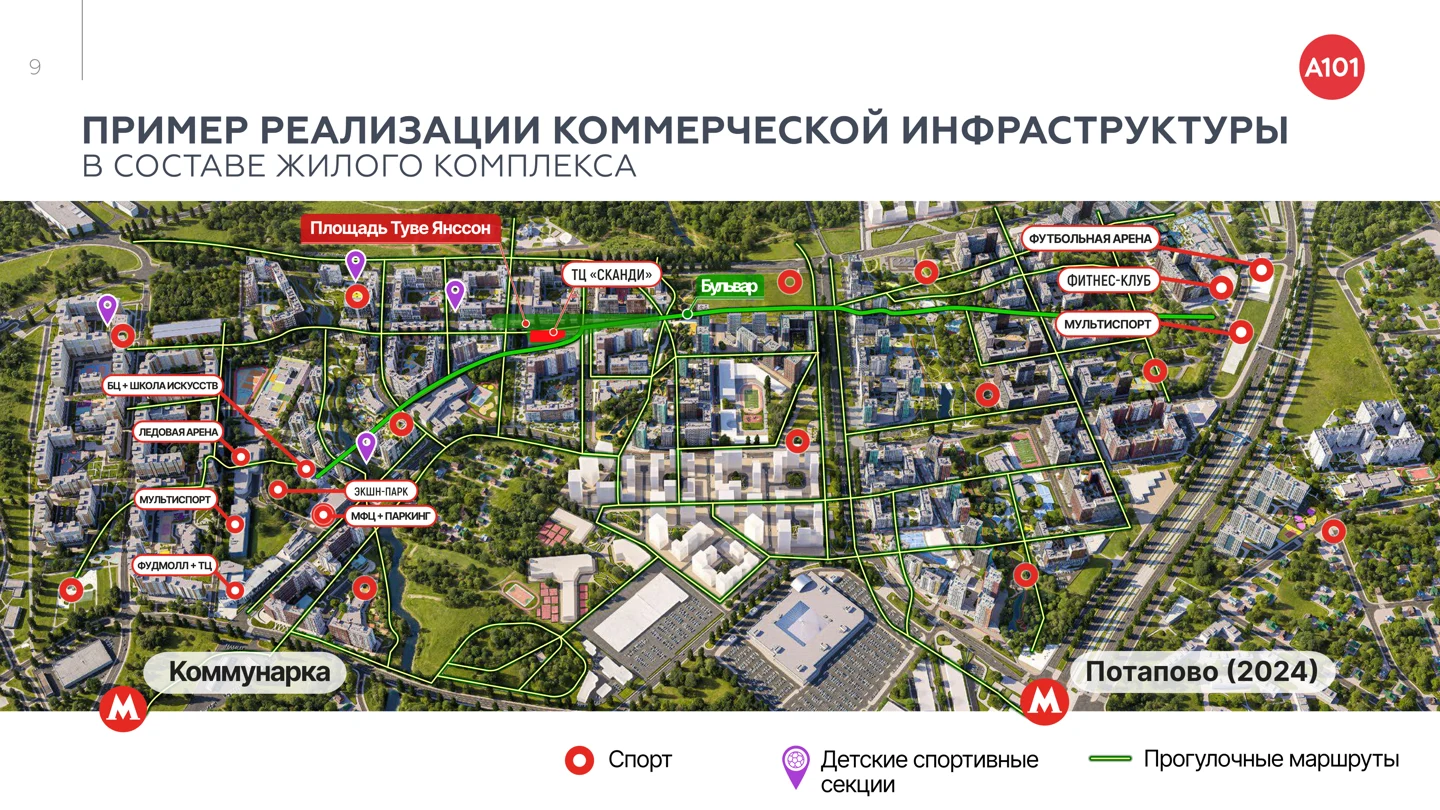 9
А101
ПРИМЕР РЕАЛИЗАЦИИ КОММЕРЧЕСКОЙ ИНФРАСТРУКТУРЫ
В СОСТАВЕ ЖИЛОГО КОМПЛЕКСА
Площадь Туве Янссон
ТЦ «СКАНДИ»
Бульвар
ФУТБОЛЬНАЯ АРЕНА
ФИТНЕС-КЛУБ
МУЛЬТИСПОРТ
БЦ + ШКОЛА ИСКУССТВ
ЛЕДОВАЯ АРЕНА
ЭКШН-ПАРК
МУЛЬТИСПОРТ
МФЦ + ПАРКИНГ
ФУДМОЛЛ + ТЦ
Коммунарка
Потапово (2024)
Спорт
Детские спортивные
секции
Прогулочные маршруты